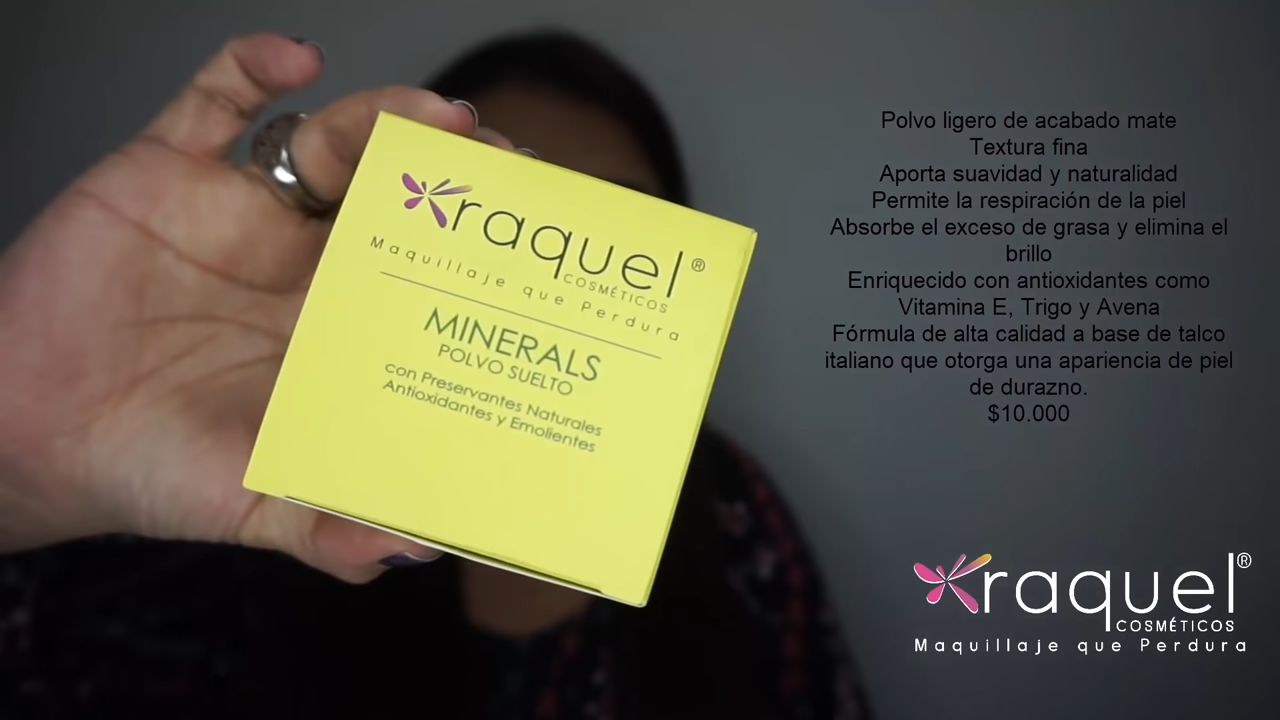 raquel®
COSMÉTICOS
Maquillaje que Perdura
MINERALS
POLVO SUELTO
con Preservantes Naturales
Antioxidantes y Emolientes
Polvo ligero de acabado mate
Textura fina
Aporta suavidad y naturalidad
Permite la respiración de la piel
Absorbe el exceso de grasa y elimina el
brillo
Enriquecido con antioxidantes como
Vitamina E, Trigo y Avena
Fórmula de alta calidad a base de talco
italiano que otorga una apariencia de piel
de durazno.
$10.000
raquel®
COSMÉTICOS
Maquillaje que Perdura